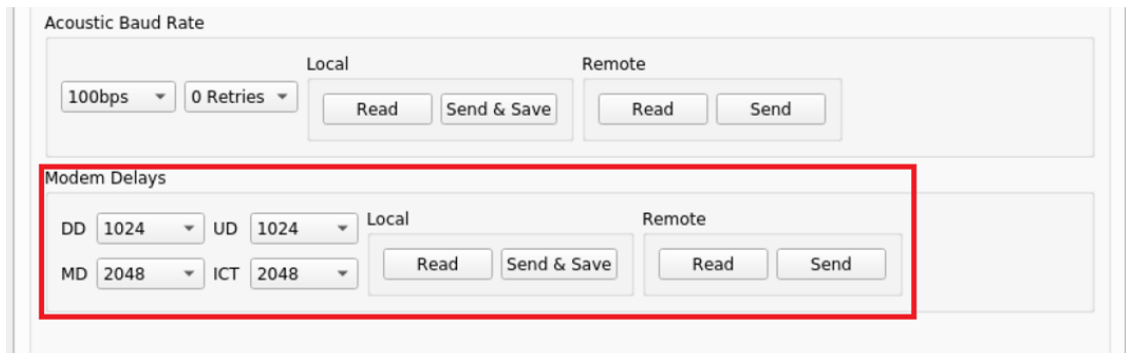 Acoustic Baud Rate
Local
Remote
100bps 0 Retries Read Send & Save Read Send
Modem Delays
Local
Remote
DD 1024 UD 1024
Read Send & Save Read Send
MD 2048 ICT 2048